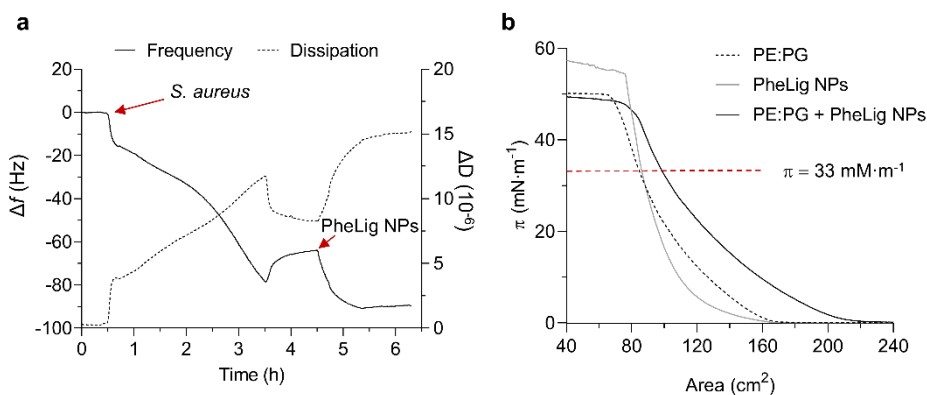 a
Frequency
Dissipation
20
0
-20
-40
-60
-80
-100
Δf (Hz)
S. aureus
PheLig NPs
20
15
10
5
0
ΔD (10-6)
0
1
2
3
4
5
6
Time (h)
b
PE:PG
PheLig NPs
PE:PG + PheLig NPs
60
40
20
0
π (mN·m-1)
π = 33 mM·m-1
40
80
120
160
200
240
Area (cm2)